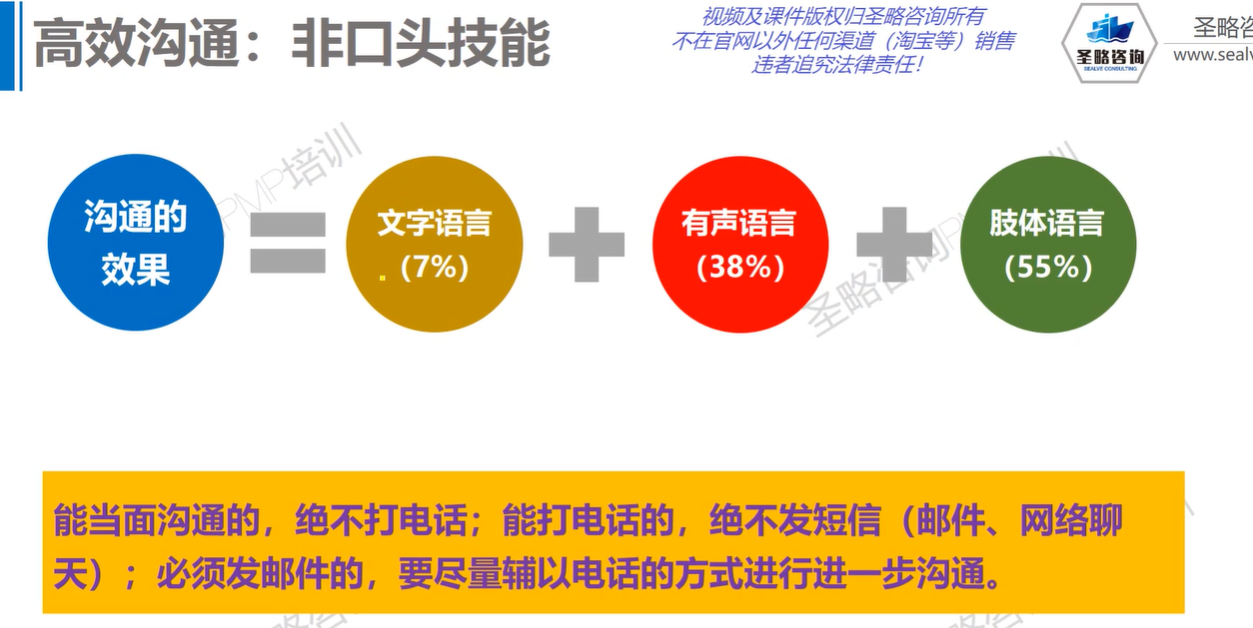 高效沟通：非口头技能
视频及课件版权归圣略咨询所有
不在官网以外任何渠道（淘宝等）销售
违者追究法律责任！
圣略咨询
SEALVE CONSULTING
圣略咨
www.sealv
沟通的
效果
文字语言
（7%）
有声语言
（38%）
肢体语言
（55%）
PMP培训
圣略咨询
能当面沟通的，绝不打电话；能打电话的，绝不发短信（邮件、网络聊
天）；必须发邮件的，要尽量辅以电话的方式进行进一步沟通。